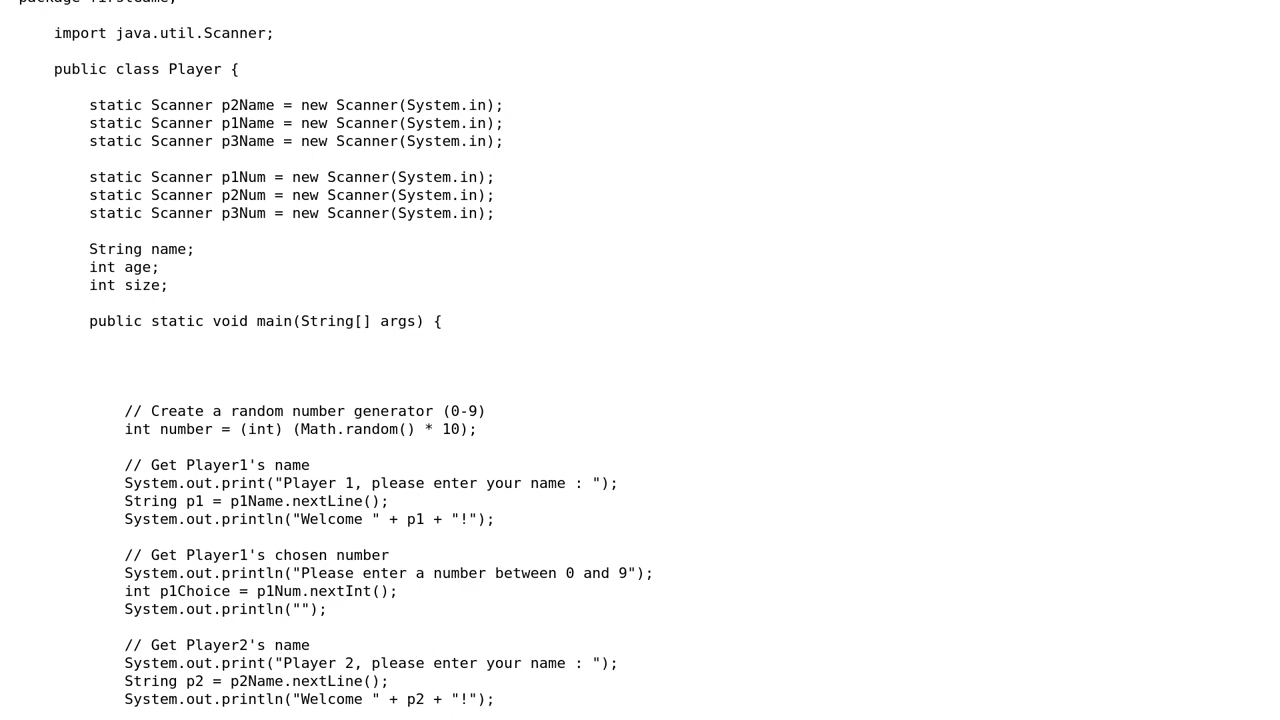 package firstGame;
import java.util.Scanner;
public class Player {
static Scanner p2Name = new Scanner(System.in);
static Scanner p1Name = new Scanner(System.in);
static Scanner p3Name = new Scanner(System.in);
static Scanner p1Num = new Scanner(System.in);
static Scanner p2Num = new Scanner(System.in);
static Scanner p3Num = new Scanner(System.in);
String name;
int age;
int size;
public static void main(String[] args) {
// Create a random number generator (0-9)
int number = (int) (Math.random() * 10);
// Get Player1's name
System.out.print("Player 1, please enter your name : ");
String p1 = p1Name.nextLine();
System.out.println("Welcome " + p1 + "!");
// Get Player1's chosen number
System.out.println("Please enter a number between 0 and 9");
int p1Choice = p1Num.nextInt();
System.out.println("");
// Get Player2's name
System.out.print("Player 2, please enter your name : ");
String p2 = p2Name.nextLine();
System.out.println("Welcome " + p2 + "!");